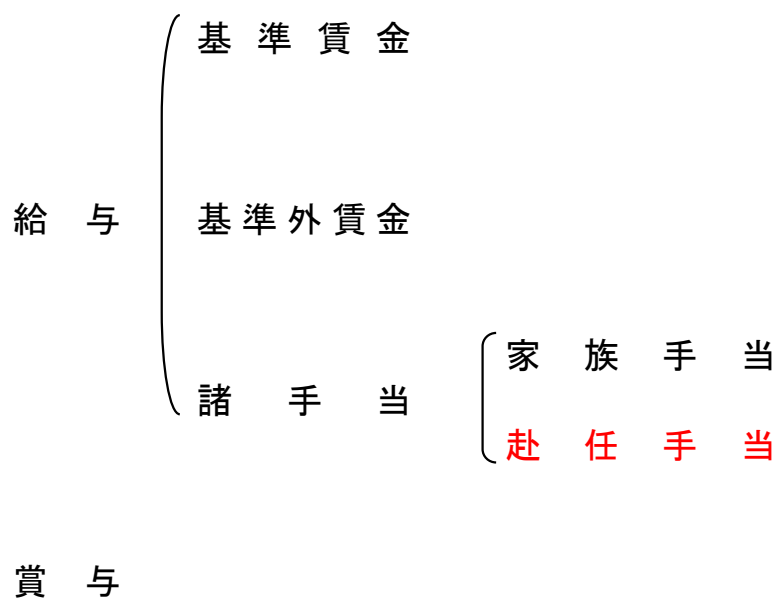 基準賃金
給与
基準外賃金
諸手当
家族手当
赴任手当
賞与